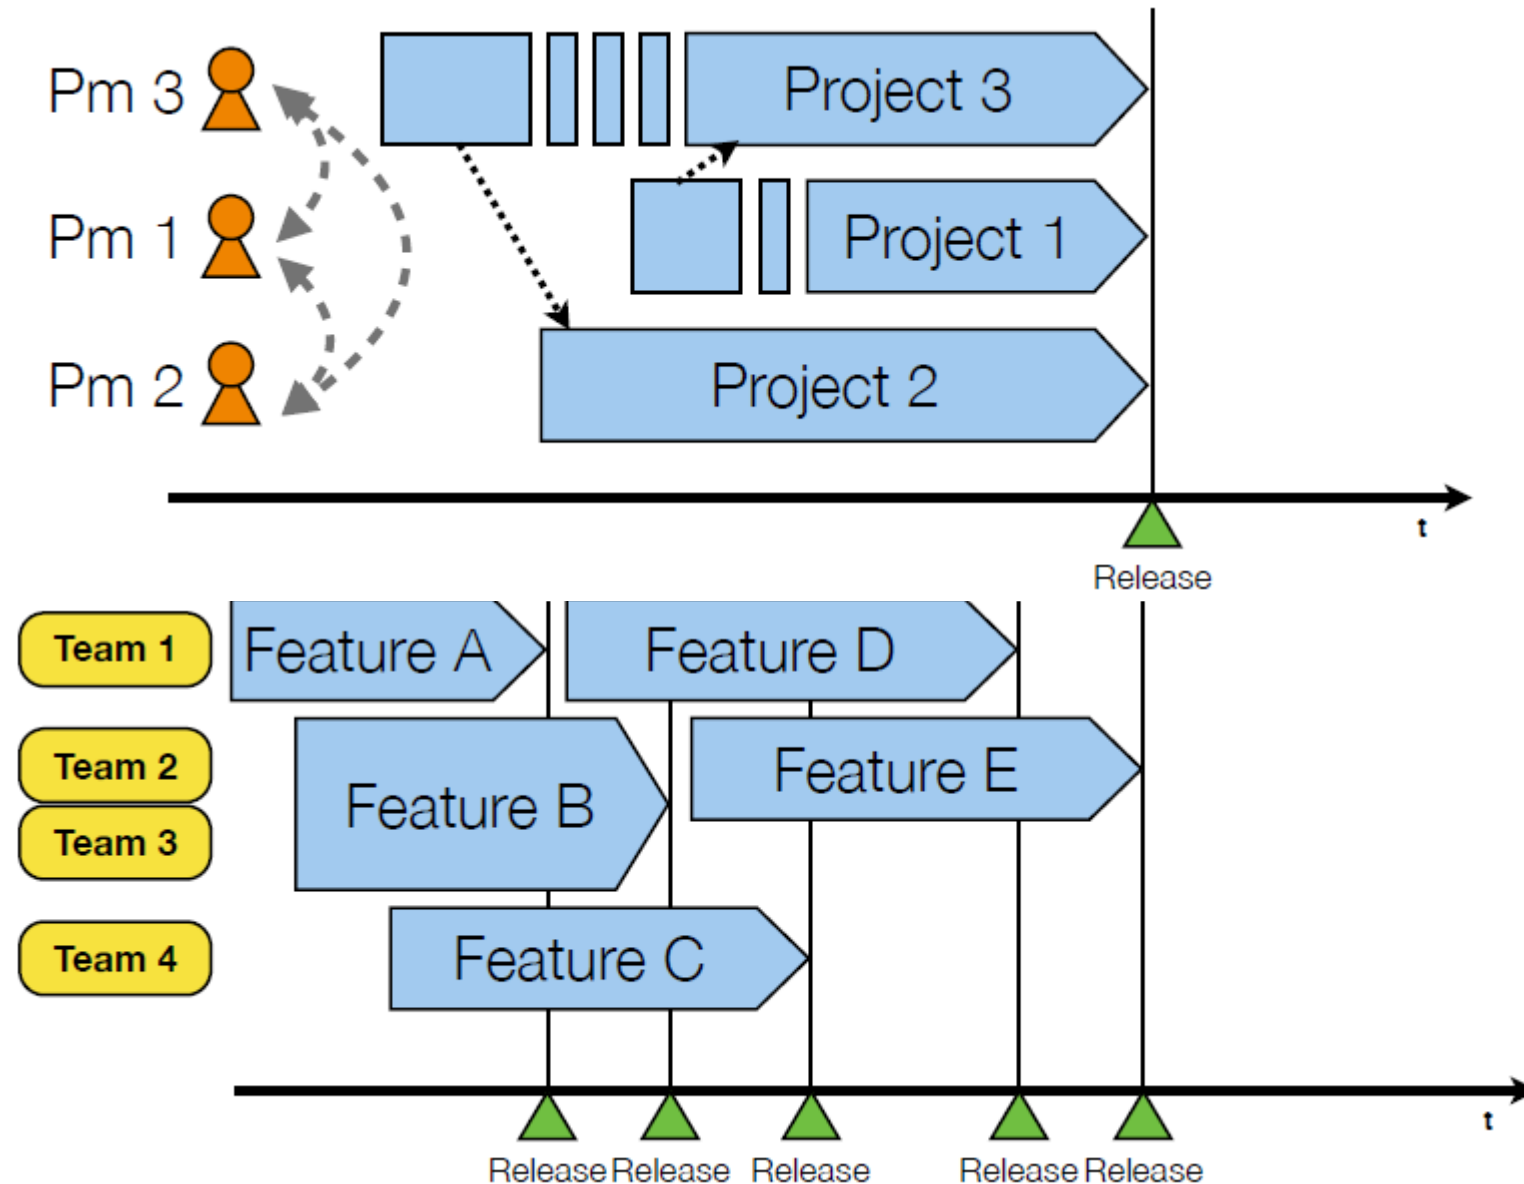 Pm 3
Project 3
Pm 1
Project 1
Pm 2
Project 2
t
Release
Team 1
Feature A
Feature D
Team 2
Feature E
Feature B
Team 3
Team 4
Feature C
t
Release Release Release Release Release